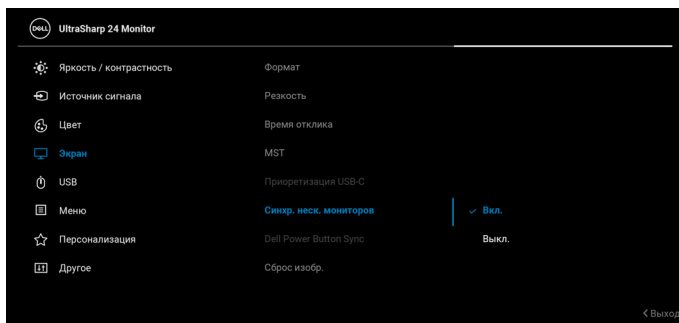 DELL UltraSharp 24 Monitor
Яркость / контрастность Формат
Источник сигнала Резкость
Цвет Время отклика
Экран MST
USB Приоретизация USB-C
Меню Синхр. неск. мониторов Вкл.
Персонализация Dell Power Button Sync Выкл.
Другое Сброс изобр.
Выход